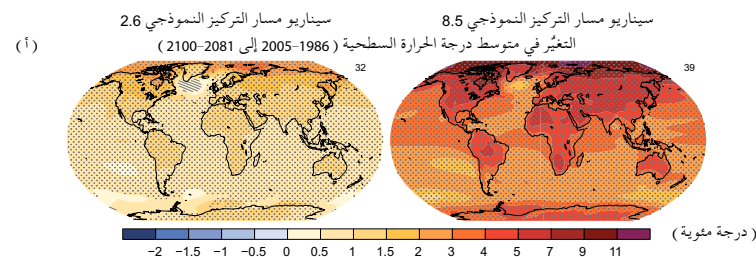 سيناريو مسار التركيز النموذجي 8.5
سيناريو مسار التركيز النموذجي 2.6
(أ)
التغيُّر في متوسط درجة الحرارة السطحية (1986–2005 إلى 2081–2100)
32
39
(درجة مئوية)
−2 −1.5 −1 −0.5 0 0.5 1 1.5 2 3 4 5 7 9 11